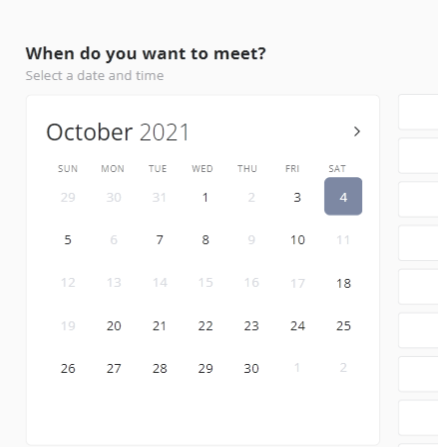 When do you want to meet?
Select a date and time
October 2021
SUN MON TUE WED THU FRI SAT
29 30 31 1 2 3 4
5 6 7 8 9 10 11
12 13 14 15 16 17 18
19 20 21 22 23 24 25
26 27 28 29 30 1 2